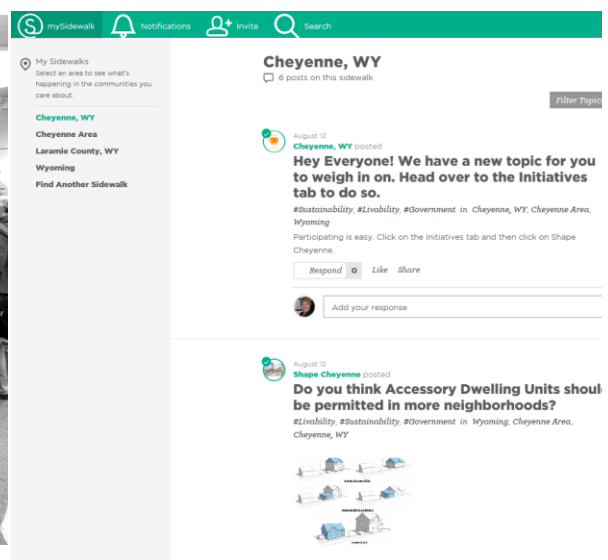 mySidewalk
Notifications
Invite
Search
My Sidewalks
Select an area to see what's
happening in the communities you
care about.
Cheyenne, WY
Cheyenne Area
Laramie County, WY
Wyoming
Find Another Sidewalk
Cheyenne, WY
6 posts on this sidewalk
Filter Topics
August 12
Cheyenne, WY posted
Hey Everyone! We have a new topic for you
to weigh in on. Head over to the Initiatives
tab to do so.
#Sustainability, #Livability, #Government in Cheyenne, WY, Cheyenne Area,
Wyoming
Participating is easy. Click on the Initiatives tab and then click on Shape
Cheyenne.
Respond 0 Like Share
Add your response
August 12
Shape Cheyenne posted
Do you think Accessory Dwelling Units should
be permitted in more neighborhoods?
#Livability, #Sustainability, #Government in Wyoming, Cheyenne Area,
Cheyenne, WY